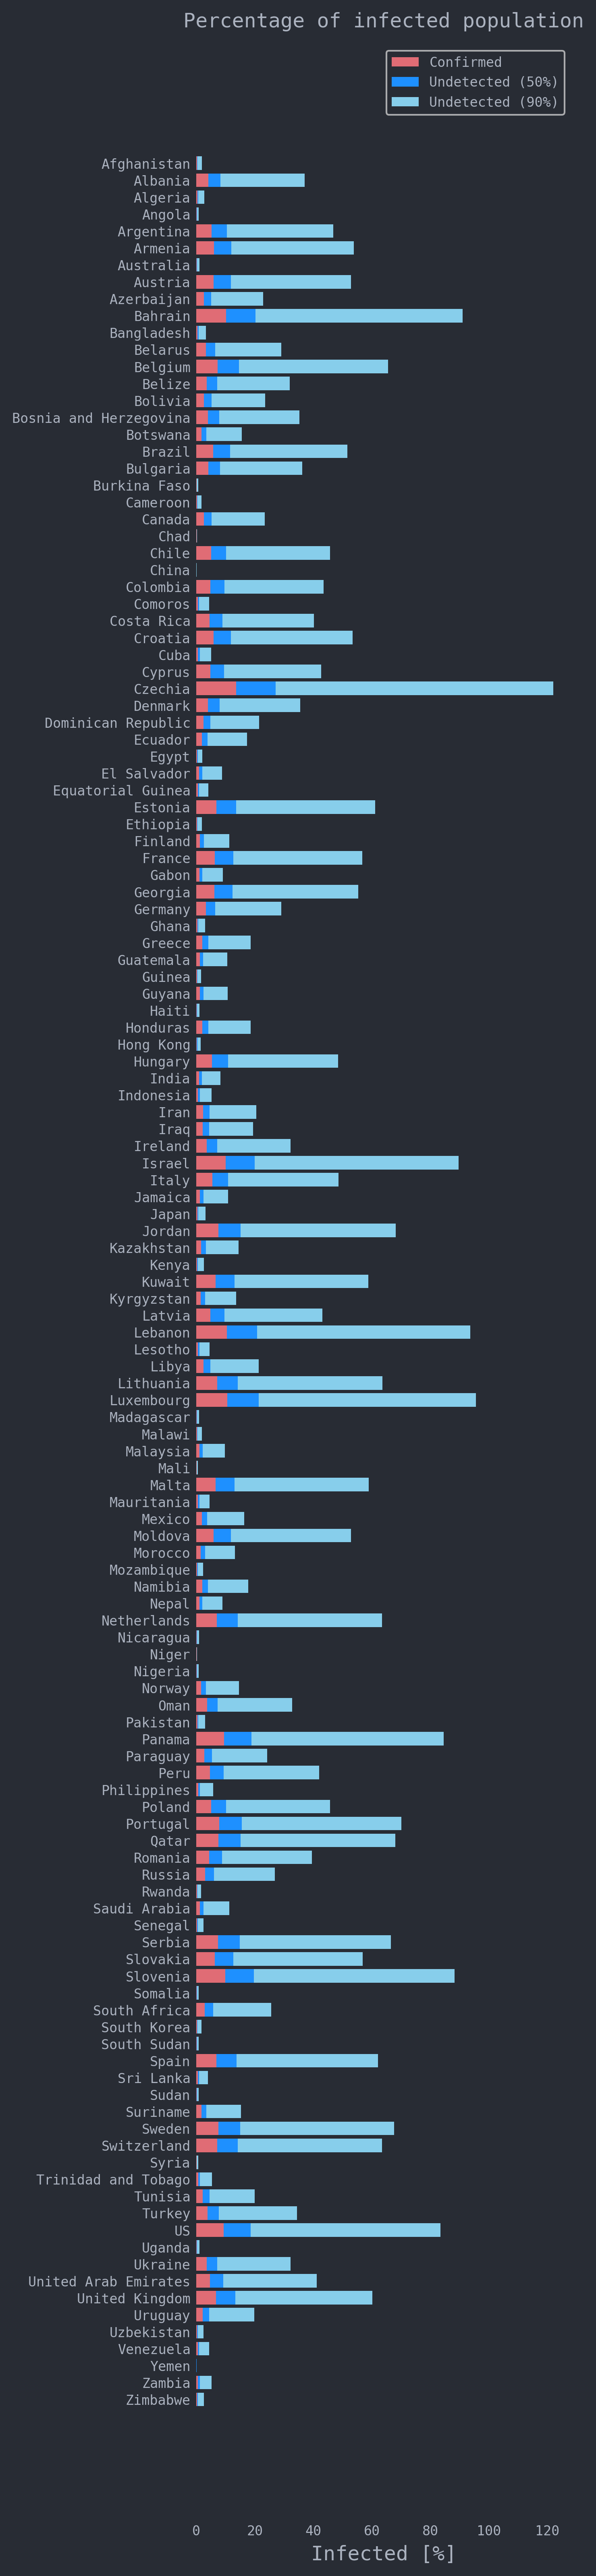 Percentage of infected population
Confirmed
Undetected (50%)
Undetected (90%)
Afghanistan
Albania
Algeria
Angola
Argentina
Armenia
Australia
Austria
Azerbaijan
Bahrain
Bangladesh
Belarus
Belgium
Belize
Bolivia
Bosnia and Herzegovina
Botswana
Brazil
Bulgaria
Burkina Faso
Cameroon
Canada
Chad
Chile
China
Colombia
Comoros
Costa Rica
Croatia
Cuba
Cyprus
Czechia
Denmark
Dominican Republic
Ecuador
Egypt
El Salvador
Equatorial Guinea
Estonia
Ethiopia
Finland
France
Gabon
Georgia
Germany
Ghana
Greece
Guatemala
Guinea
Guyana
Haiti
Honduras
Hong Kong
Hungary
India
Indonesia
Iran
Iraq
Ireland
Israel
Italy
Jamaica
Japan
Jordan
Kazakhstan
Kenya
Kuwait
Kyrgyzstan
Latvia
Lebanon
Lesotho
Libya
Lithuania
Luxembourg
Madagascar
Malawi
Malaysia
Mali
Malta
Mauritania
Mexico
Moldova
Morocco
Mozambique
Namibia
Nepal
Netherlands
Nicaragua
Niger
Nigeria
Norway
Oman
Pakistan
Panama
Paraguay
Peru
Philippines
Poland
Portugal
Qatar
Romania
Russia
Rwanda
Saudi Arabia
Senegal
Serbia
Slovakia
Slovenia
Somalia
South Africa
South Korea
South Sudan
Spain
Sri Lanka
Sudan
Suriname
Sweden
Switzerland
Syria
Trinidad and Tobago
Tunisia
Turkey
US
Uganda
Ukraine
United Arab Emirates
United Kingdom
Uruguay
Uzbekistan
Venezuela
Yemen
Zambia
Zimbabwe
0 20 40 60 80 100 120
Infected [%]